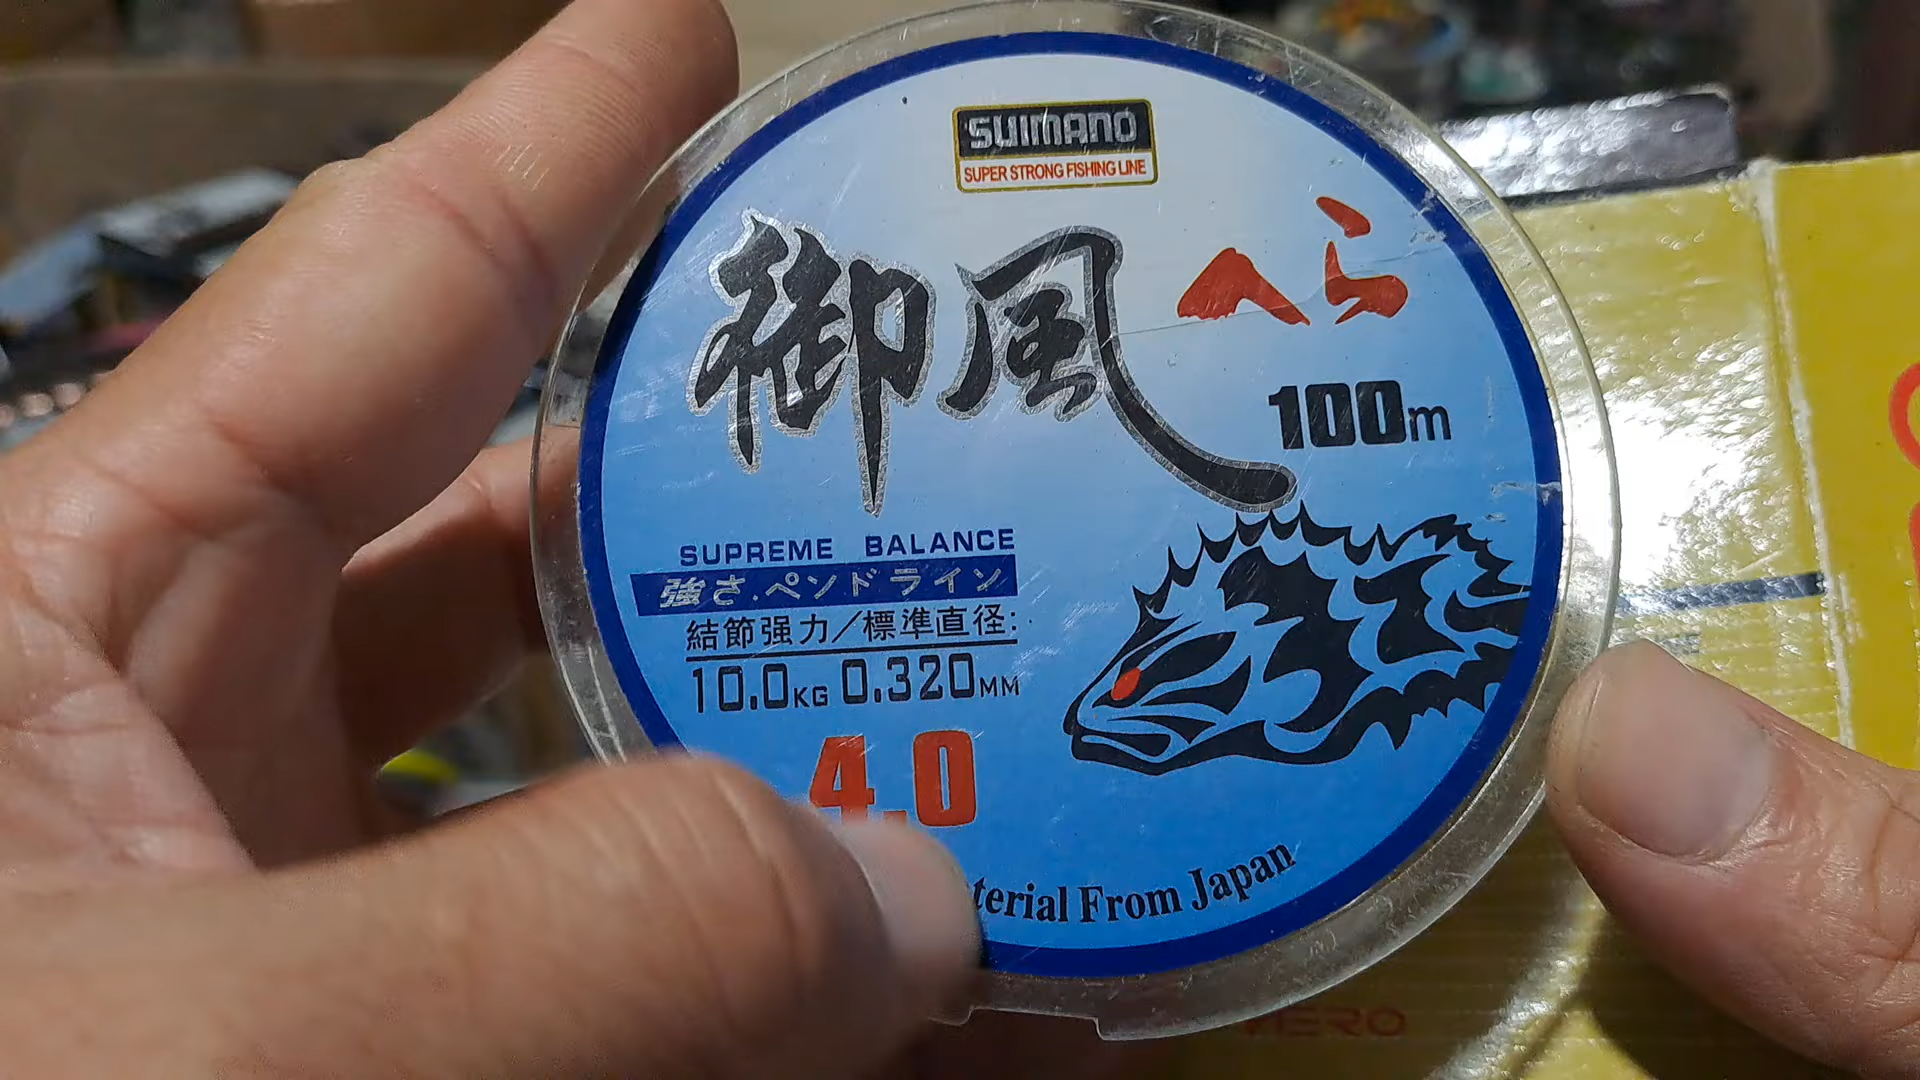 SUIMANO
SUPER STRONG FISHING LINE
御風 へら
100m
SUPREME BALANCE
強さ.ペンドライン
結節强力/標準直径:
10.0KG 0.320MM
4.0
terial From Japan